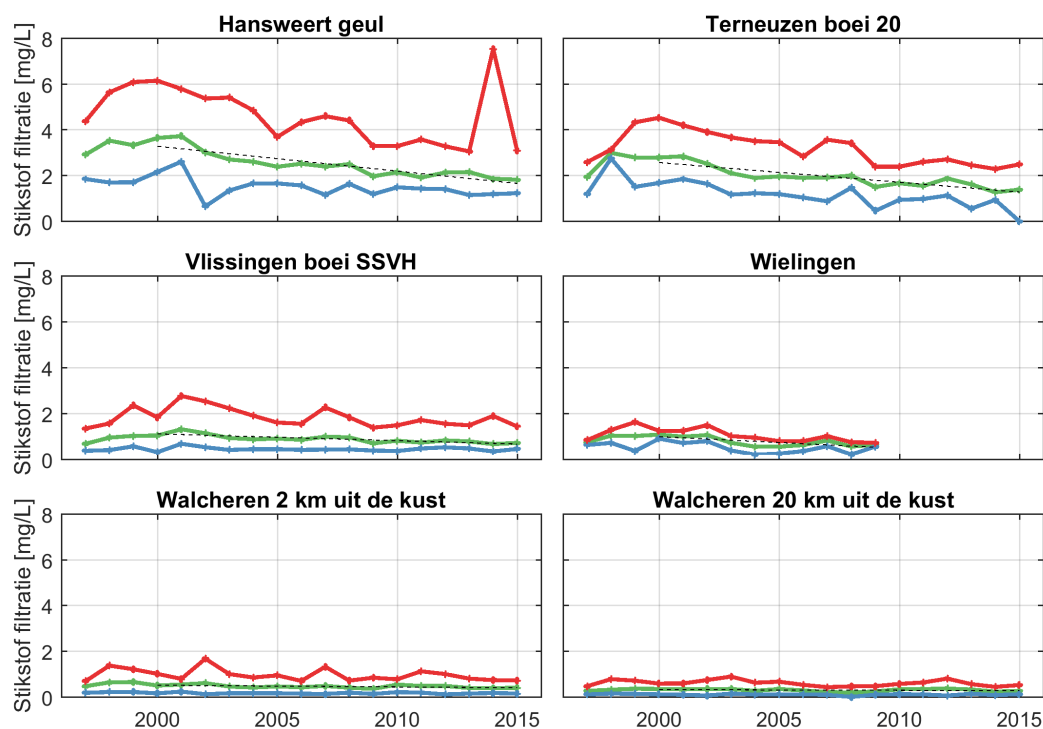 Hansweert geul
Terneuzen boei 20
Stikstof filtratie [mg/L]
8
6
4
2
0
Vlissingen boei SSVH
Wielingen
Stikstof filtratie [mg/L]
8
6
4
2
0
Walcheren 2 km uit de kust
Walcheren 20 km uit de kust
Stikstof filtratie [mg/L]
8
6
4
2
0
2000 2005 2010 2015
2000 2005 2010 2015